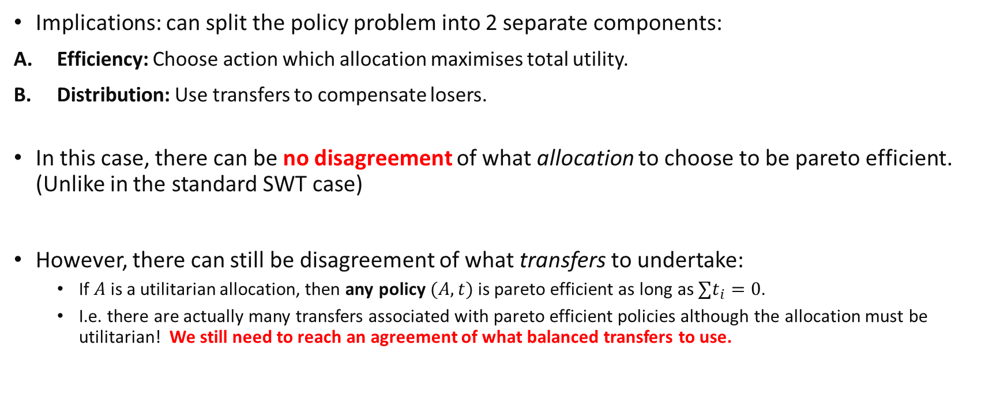 • Implications: can split the policy problem into 2 separate components:
A. Efficiency: Choose action which allocation maximises total utility.
B. Distribution: Use transfers to compensate losers.
• In this case, there can be no disagreement of what allocation to choose to be pareto efficient.
(Unlike in the standard SWT case)
• However, there can still be disagreement of what transfers to undertake:
• If A is a utilitarian allocation, then any policy (A, t) is pareto efficient as long as ∑tᵢ = 0.
• I.e. there are actually many transfers associated with pareto efficient policies although the allocation must be
utilitarian! We still need to reach an agreement of what balanced transfers to use.